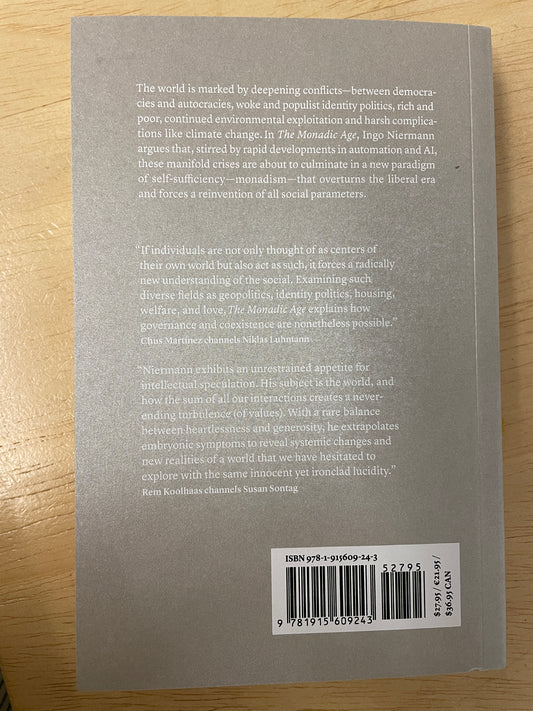 The world is marked by deepening conflicts—between democra-
cies and autocracies, woke and populist identity politics, rich and
poor, continued environmental exploitation and harsh complica-
tions like climate change. In The Monadic Age, Ingo Niermann
argues that, stirred by rapid developments in automation and AI,
these manifold crises are about to culminate in a new paradigm
of self-sufficiency—monadism—that overturns the liberal era
and forces a reinvention of all social parameters.
“If individuals are not only thought of as centers of
their own world but also act as such, it forces a radically
new understanding of the social. Examining such
diverse fields as geopolitics, identity politics, housing,
welfare, and love, The Monadic Age explains how
governance and coexistence are nonetheless possible.”
Chus Martínez channels Niklas Luhmann
“Niermann exhibits an unrestrained appetite for
intellectual speculation. His subject is the world, and
how the sum of all our interactions creates a never-
ending turbulence (of values). With a rare balance
between heartlessness and generosity, he extrapolates
embryonic symptoms to reveal systemic changes and
new realities of a world that we have hesitated to
explore with the same innocent yet ironclad lucidity.”
Rem Koolhaas channels Susan Sontag
ISBN 978-1-915609-24-3
52795
9 781915 609243
$27.95 / €21.95 /
$36.95 CAN